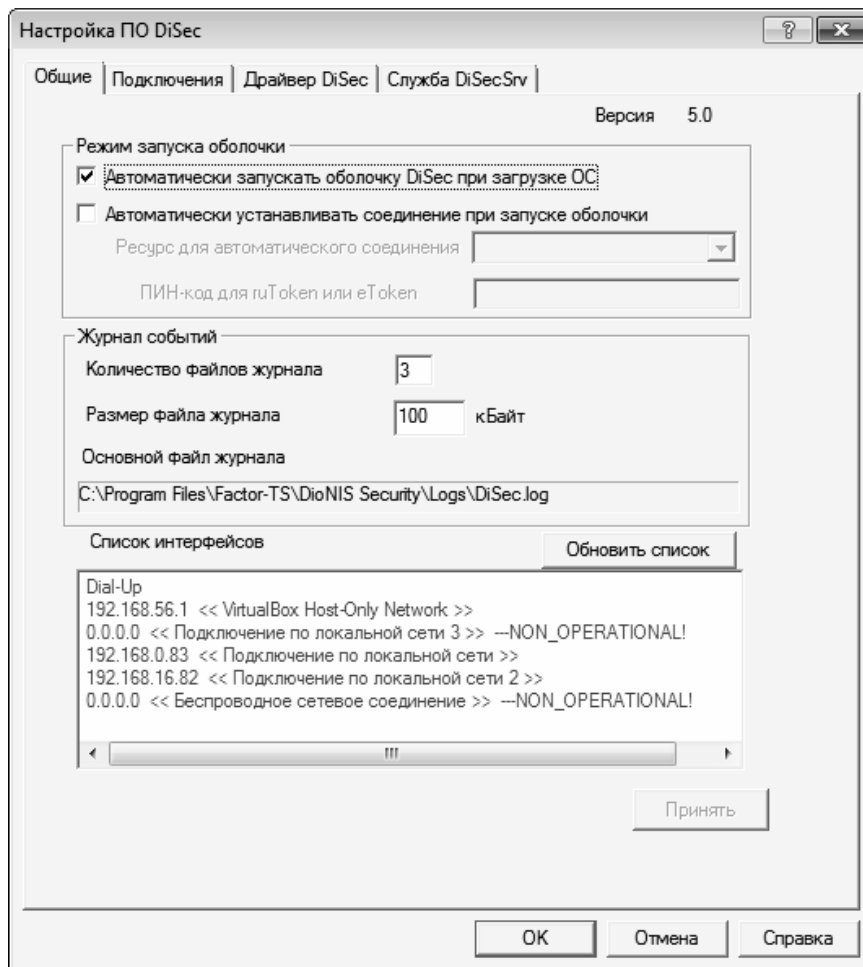 Настройка ПО DiSec
Общие Подключения Драйвер DiSec Служба DiSecSrv
Версия 5.0
Режим запуска оболочки
Автоматически запускать оболочку DiSec при загрузке ОС
Автоматически устанавливать соединение при запуске оболочки
Ресурс для автоматического соединения
ПИН-код для ruToken или eToken
Журнал событий
Количество файлов журнала 3
Размер файла журнала 100 кБайт
Основной файл журнала
C:\Program Files\Factor-TS\DioNIS Security\Logs\DiSec.log
Список интерфейсов Обновить список
Dial-Up
192.168.56.1 << VirtualBox Host-Only Network >>
0.0.0.0 << Подключение по локальной сети 3 >> ---NON_OPERATIONAL!
192.168.0.83 << Подключение по локальной сети >>
192.168.16.82 << Подключение по локальной сети 2 >>
0.0.0.0 << Беспроводное сетевое соединение >> ---NON_OPERATIONAL!
Принять
OK Отмена Справка